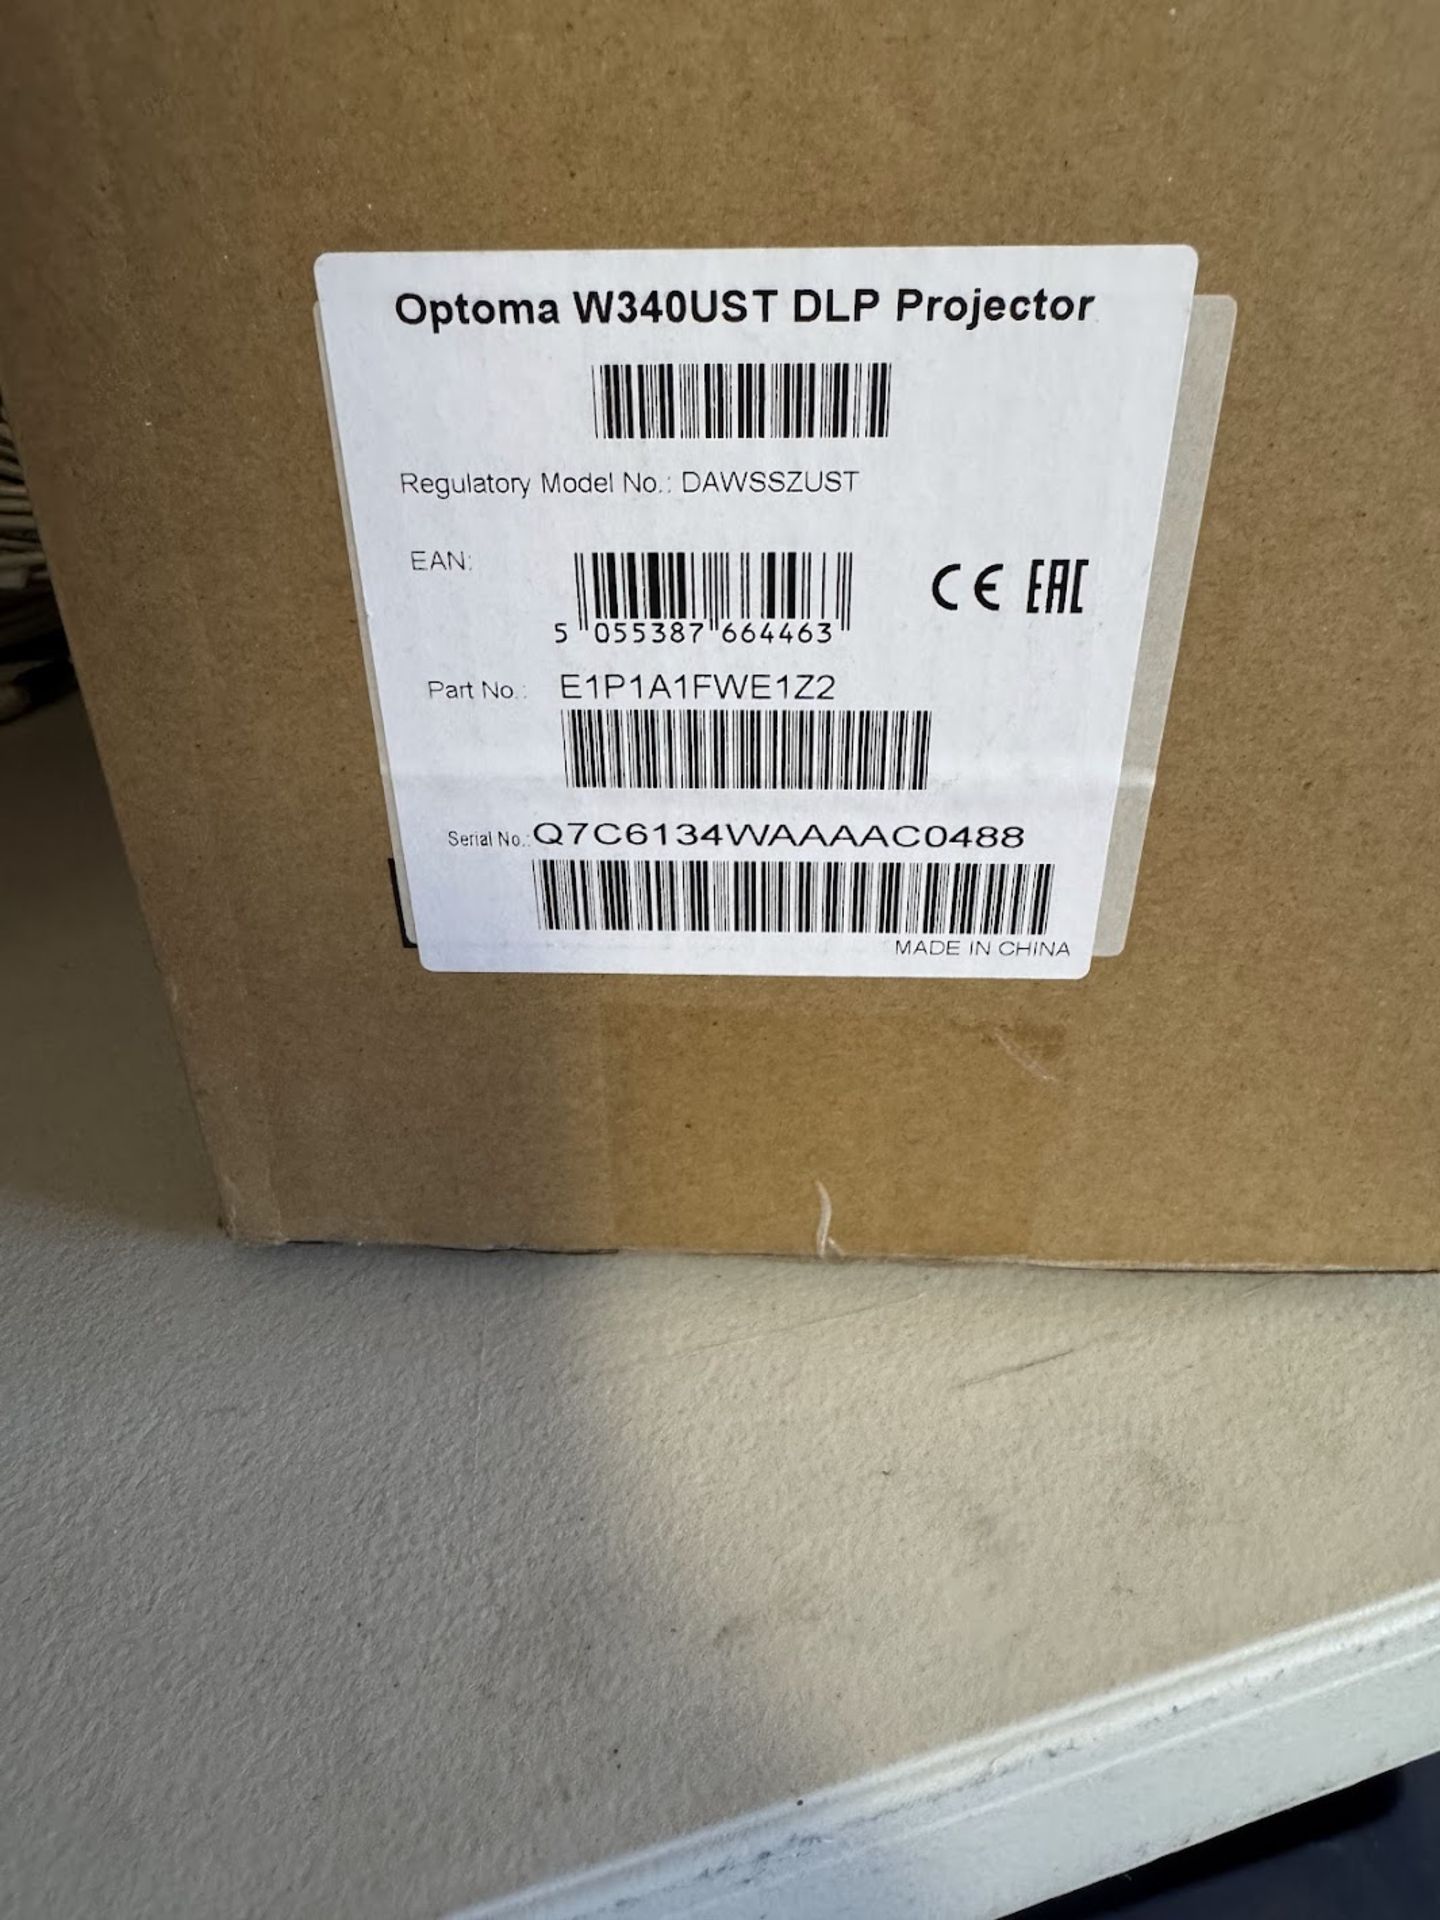 Optoma W340UST DLP Projector
Regulatory Model No.: DAWSSZUST
EAN:
CE EAC
5 055387 664463
Part No.: E1P1A1FWE1Z2
Serial No.: Q7C6134WAAAAC0488
MADE IN CHINA